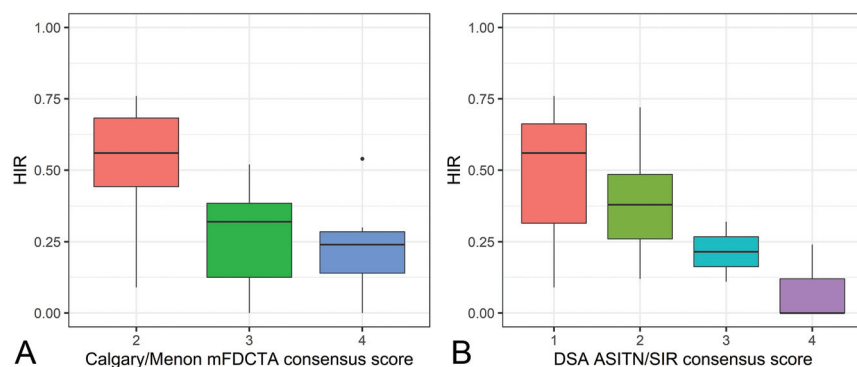 1.00
0.75
0.50
0.25
0.00
HIR
2 3 4
Calgary/Menon mFDCTA consensus score
A
1.00
0.75
0.50
0.25
0.00
HIR
1 2 3 4
DSA ASITN/SIR consensus score
B